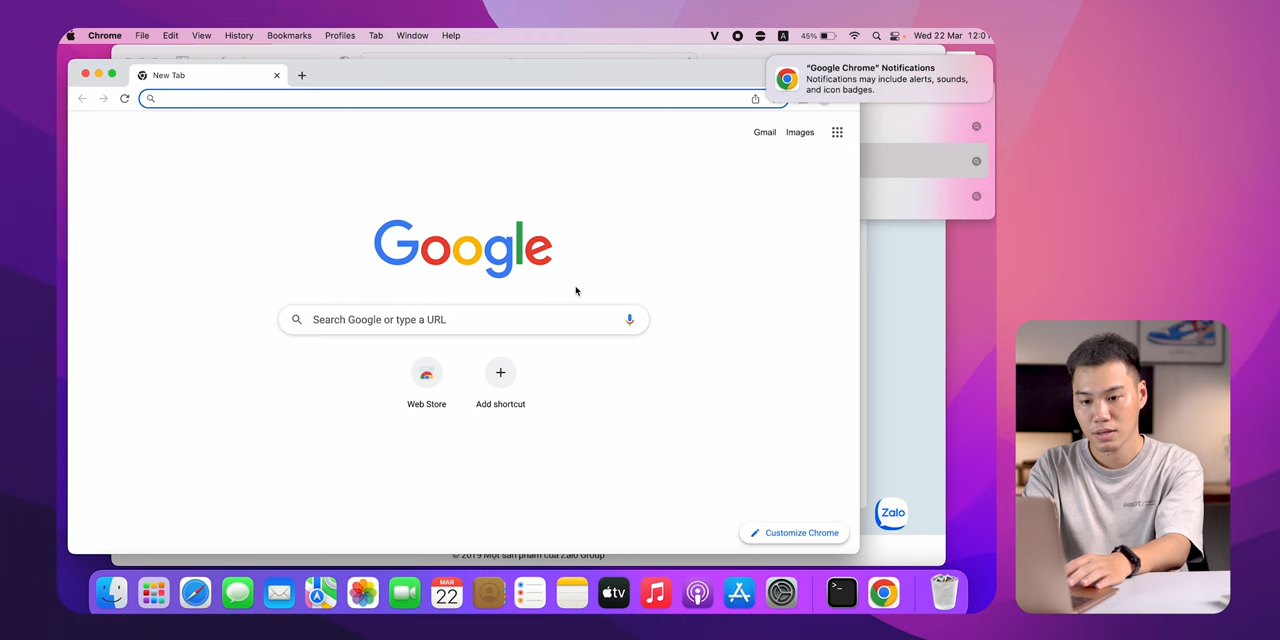 Chrome File Edit View History Bookmarks Profiles Tab Window Help V A 45% Wed 22 Mar 12:01
New Tab
"Google Chrome" Notifications
Notifications may include alerts, sounds,
and icon badges.
Gmail Images
Google
Search Google or type a URL
Web Store Add shortcut
Zalo
Customize Chrome
© 2019 Một sản phẩm của Zalo Group
MAR
22
tv